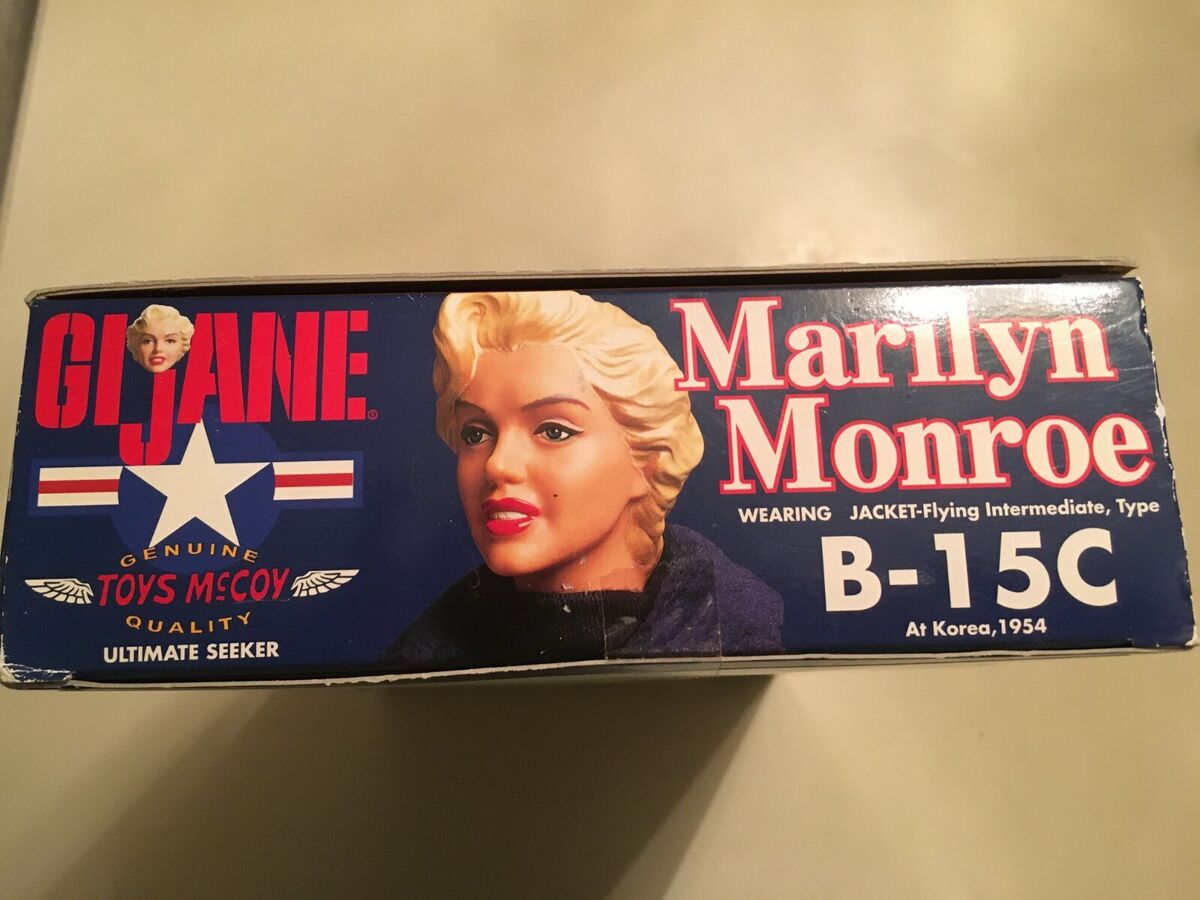 GI JANE®
GENUINE
TOYS McCOY
QUALITY
ULTIMATE SEEKER
Marilyn
Monroe
WEARING JACKET-Flying Intermediate, Type
B-15C
At Korea,1954